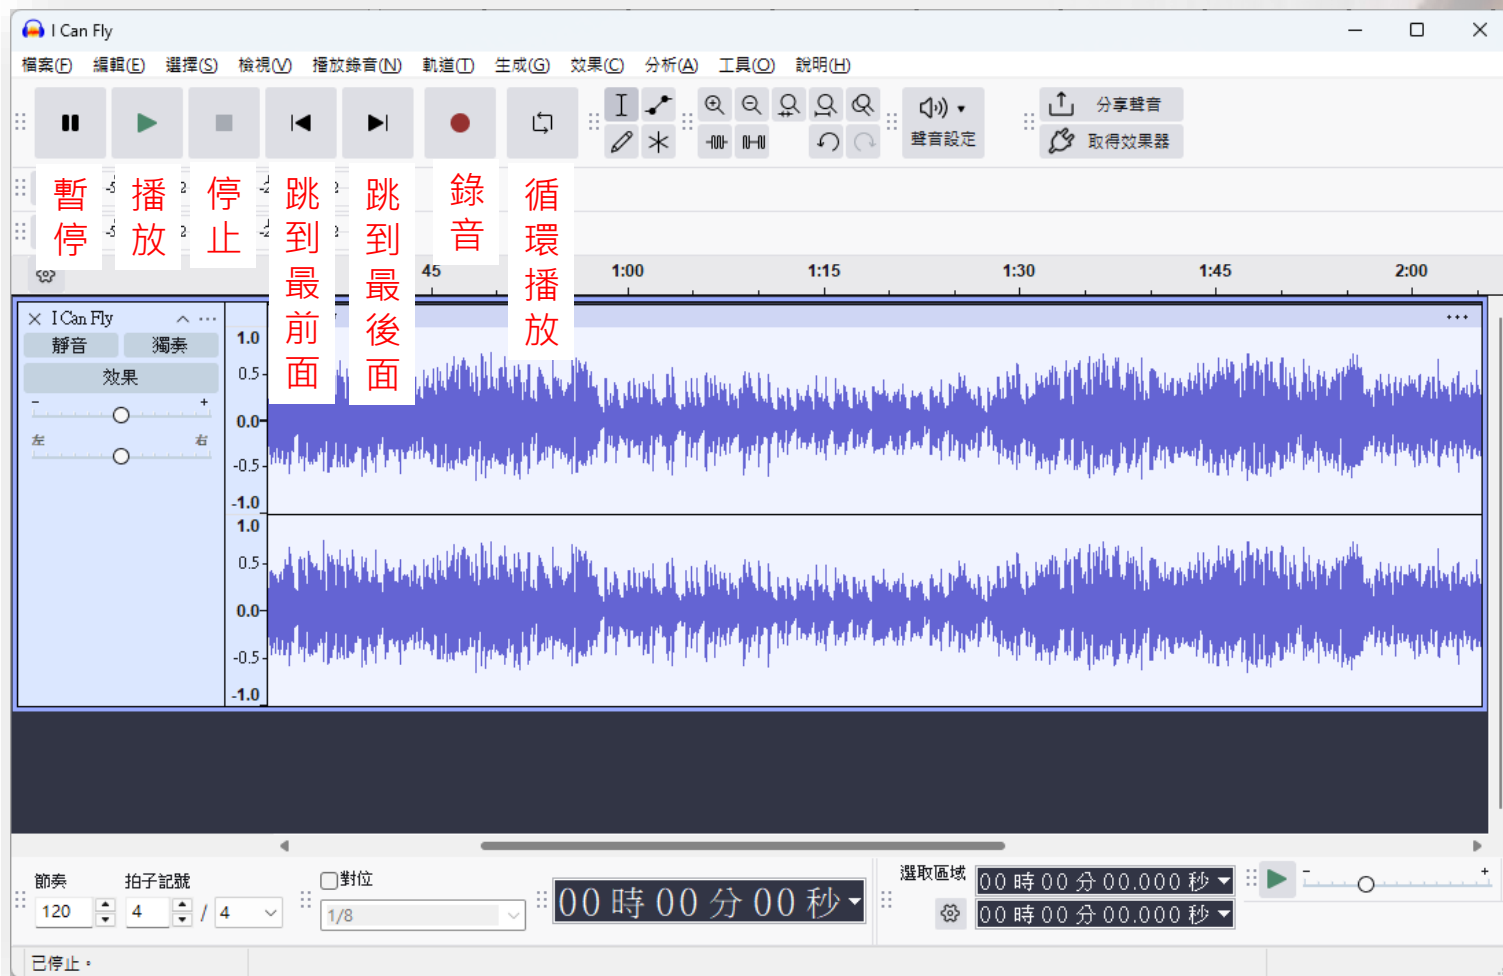 I Can Fly
檔案(F) 編輯(E) 選擇(S) 檢視(V) 播放錄音(N) 軌道(T) 生成(G) 效果(C) 分析(A) 工具(O) 說明(H)
聲音設定
分享聲音
取得效果器
暫停
播放
停止
跳到最前面
跳到最後面
錄音
循環播放
45 1:00 1:15 1:30 1:45 2:00
I Can Fly
靜音 獨奏
效果
- +
左 右
1.0
0.5
0.0
-0.5
-1.0
1.0
0.5
0.0
-0.5
-1.0
節奏 拍子記號
120 4 / 4
對位
1/8
00 時 00 分 00 秒
選取區域
00 時 00 分 00.000 秒
00 時 00 分 00.000 秒
- +
已停止。